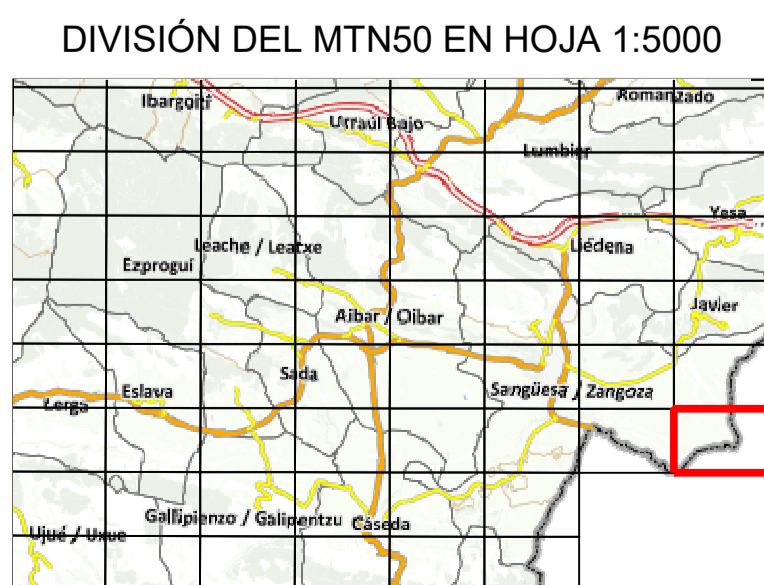 DIVISIÓN DEL MTN50 EN HOJA 1:5000
Ibargoiti
Romanzado
Urraúl Bajo
Lumbier
Yesa
Leache / Leatxe
Liédena
Ezprogui
Javier
Aibar / Oibar
Sada
Eslava
Sangüesa / Zangoza
Lerga
Gallipienzo / Galipentzu
Cáseda
Ujué / Uxue